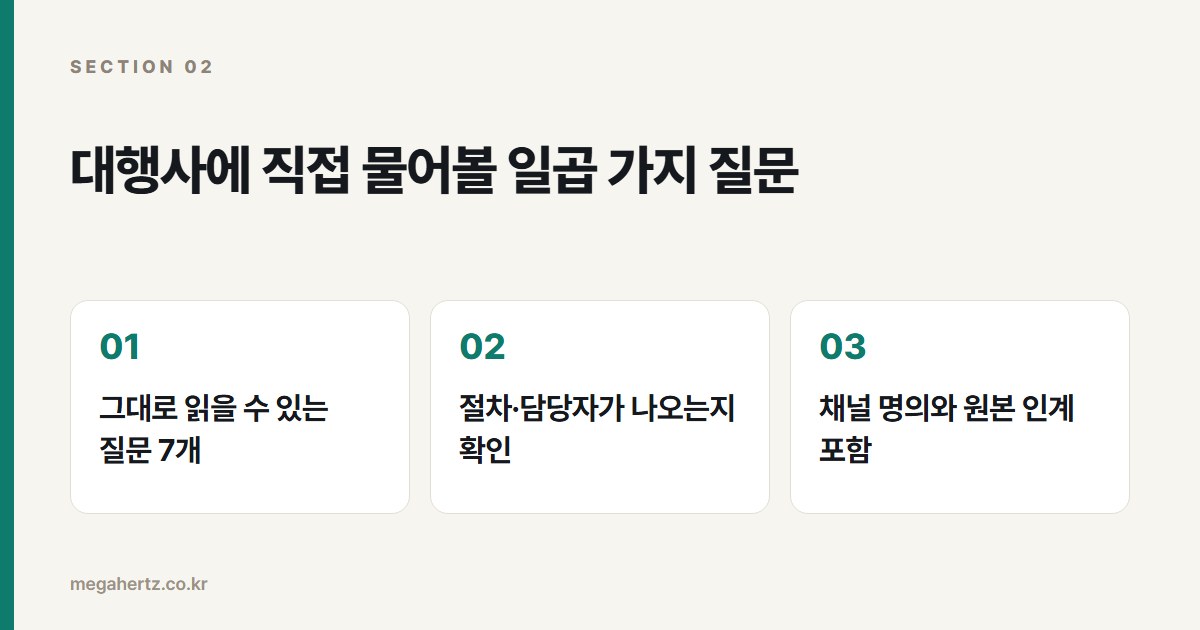 SECTION 02
대행사에 직접 물어볼 일곱 가지 질문
01
그대로 읽을 수 있는
질문 7개
02
절차·담당자가 나오는지
확인
03
채널 명의와 원본 인계
포함
megahertz.co.kr